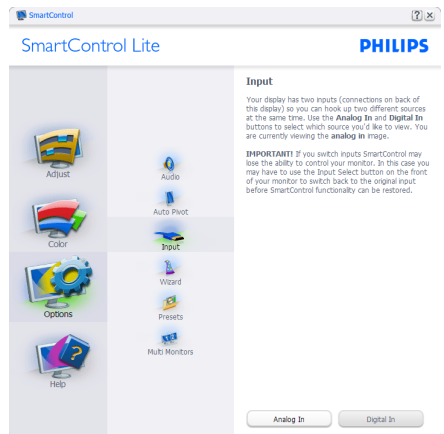 SmartControl
SmartControl Lite
PHILIPS
Adjust
Color
Options
Help
Audio
Auto Pivot
Input
Wizard
Presets
Multi Monitors
Input
Your display has two inputs (connections on back of
this display) so you can hook up two different sources
at the same time. Use the Analog In and Digital In
buttons to select which source you'd like to view. You
are currently viewing the analog in image.
IMPORTANT! If you switch inputs SmartControl may
lose the ability to control your monitor. In this case you
may have to use the Input Select button on the front
of your monitor to switch back to the original input
before SmartControl functionality can be restored.
Analog In
Digital In